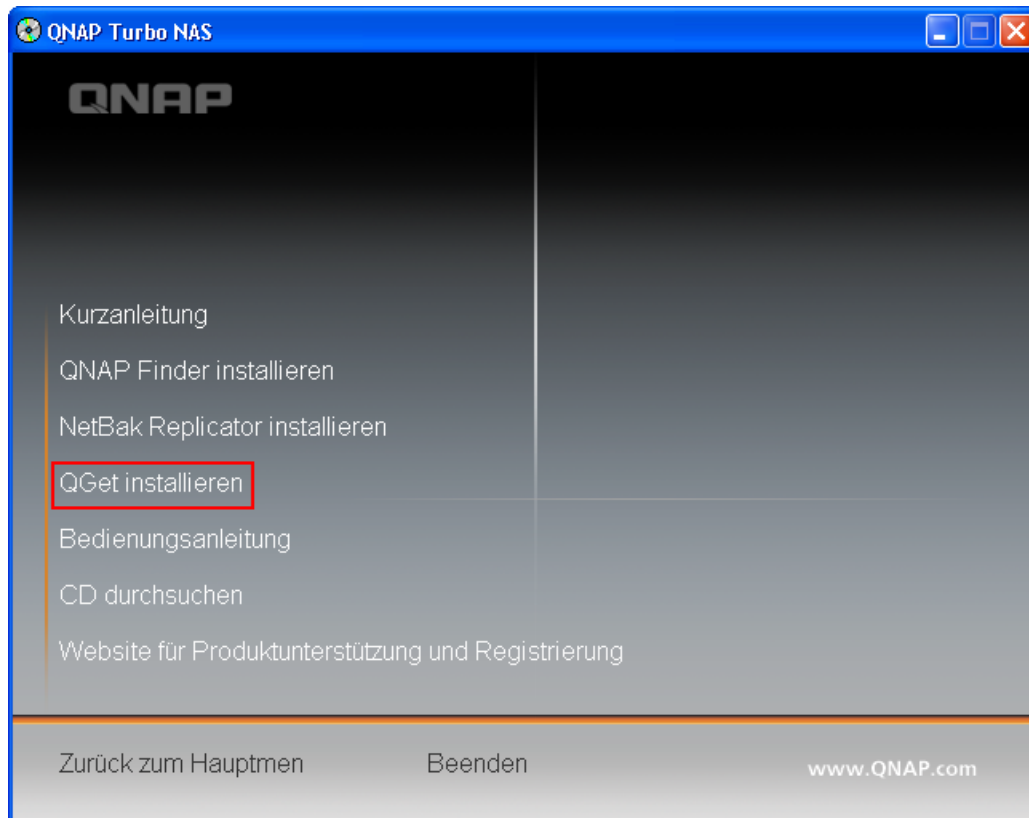 QNAP Turbo NAS
QNAP
Kurzanleitung
QNAP Finder installieren
NetBak Replicator installieren
QGet installieren
Bedienungsanleitung
CD durchsuchen
Website für Produktunterstützung und Registrierung
Zurück zum Hauptmen
Beenden
www.QNAP.com